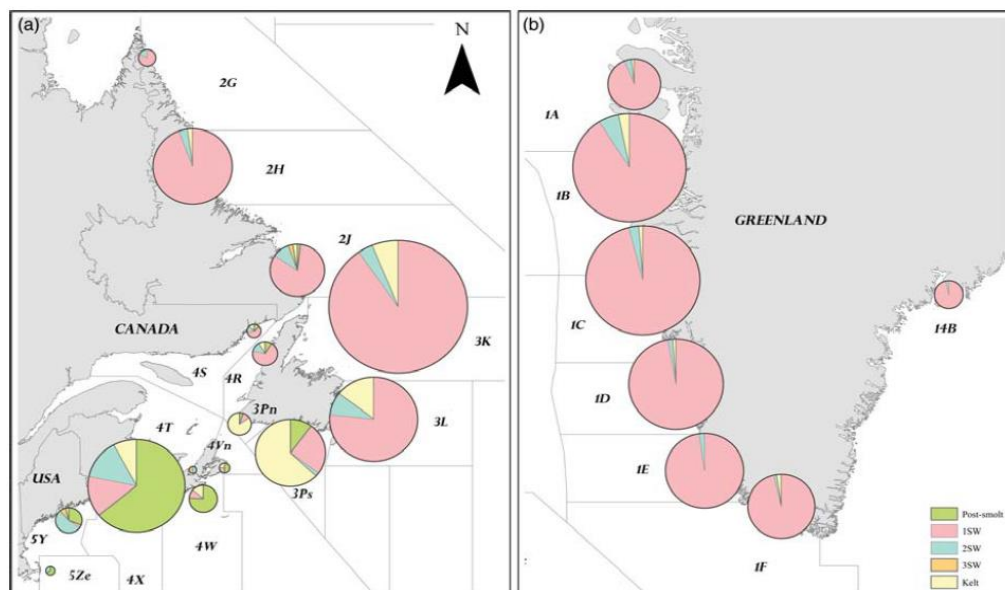 (a)
N
2G
2H
2J
CANADA
3K
4S
4R
3Pn
3L
4T
4Vn
USA
3Ps
5Y
4W
5Ze
4X
(b)
1A
1B
GREENLAND
1C
14B
1D
1E
1F
Post-smolt
1SW
2SW
3SW
Kelt